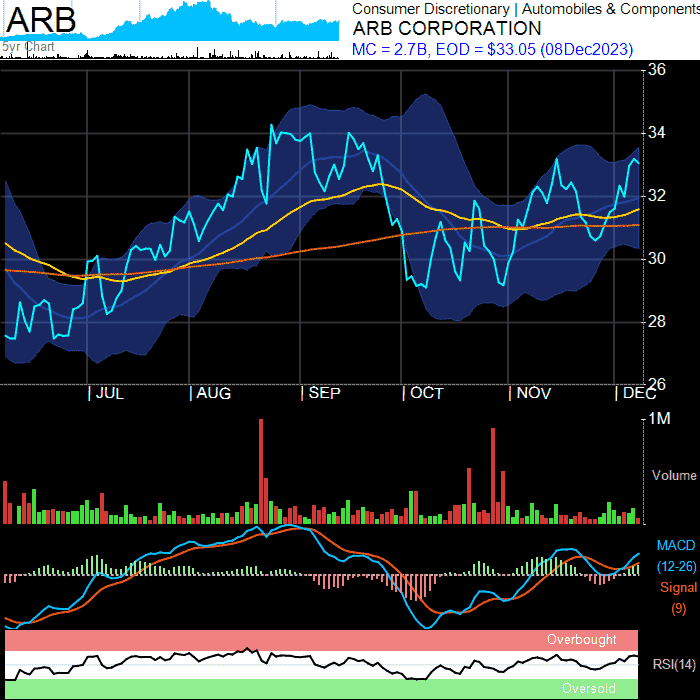 ARB
5yr Chart
Consumer Discretionary | Automobiles & Components
ARB CORPORATION
MC = 2.7B, EOD = $33.05 (08Dec2023)
36
34
32
30
28
26
JUL AUG SEP OCT NOV DEC
1M
Volume
MACD
(12-26)
Signal
(9)
Overbought
RSI(14)
Oversold